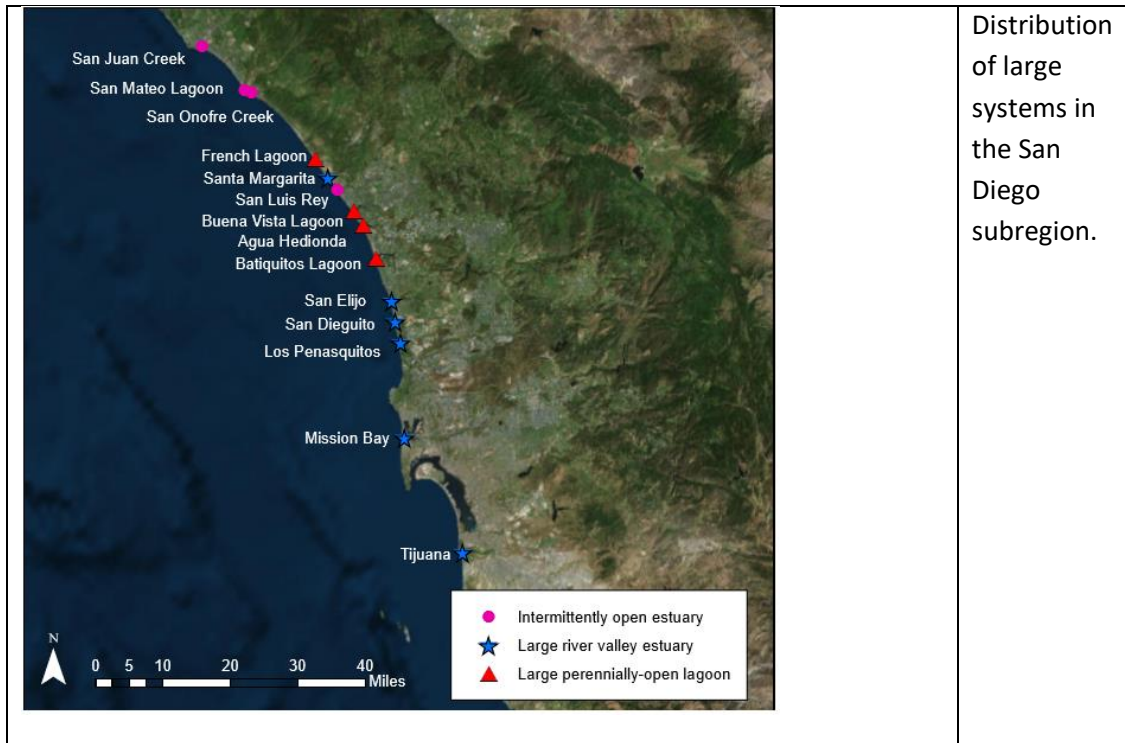 San Juan Creek
San Mateo Lagoon
San Onofre Creek
French Lagoon
Santa Margarita
San Luis Rey
Buena Vista Lagoon
Agua Hedionda
Batiquitos Lagoon
San Elijo
San Dieguito
Los Penasquitos
Mission Bay
Tijuana
N
0 5 10 20 30 40
Miles
Intermittently open estuary
Large river valley estuary
Large perennially-open lagoon
Distribution
of large
systems in
the San
Diego
subregion.